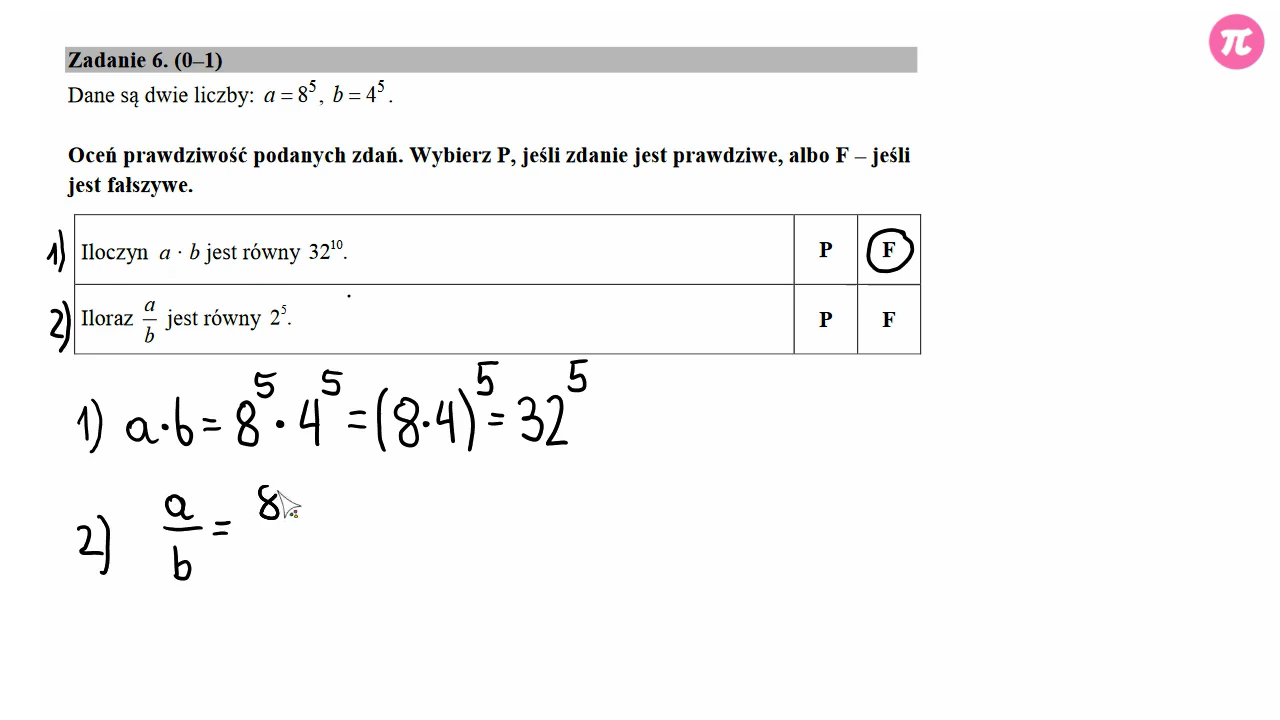 π
Zadanie 6. (0–1)
Dane są dwie liczby: a = 8⁵, b = 4⁵.
Oceń prawdziwość podanych zdań. Wybierz P, jeśli zdanie jest prawdziwe, albo F – jeśli
jest fałszywe.
1) Iloczyn a · b jest równy 32¹⁰. P F
2) Iloraz a/b jest równy 2⁵. P F
1) a·b = 8⁵ · 4⁵ = (8·4)⁵ = 32⁵
2) a/b = 8